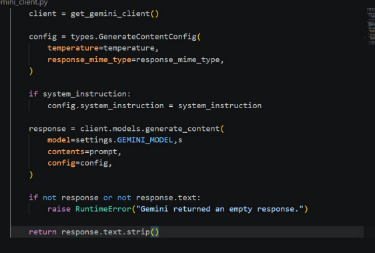 mini_client.py
client = get_gemini_client()
config = types.GenerateContentConfig(
temperature=temperature,
response_mime_type=response_mime_type,
)
if system_instruction:
config.system_instruction = system_instruction
response = client.models.generate_content(
model=settings.GEMINI_MODEL,s
contents=prompt,
config=config,
)
if not response or not response.text:
raise RuntimeError("Gemini returned an empty response.")
return response.text.strip()